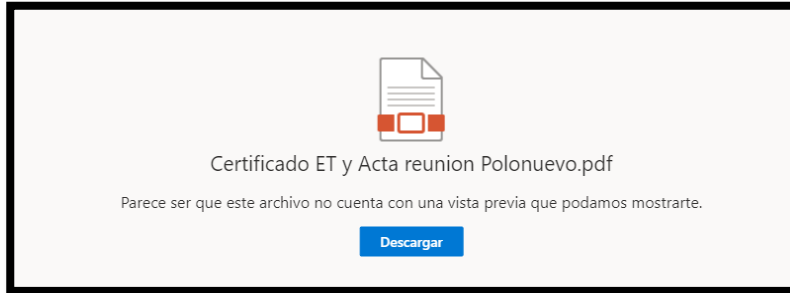 Certificado ET y Acta reunion Polonuevo.pdf
Parece ser que este archivo no cuenta con una vista previa que podamos mostrarte.
Descargar